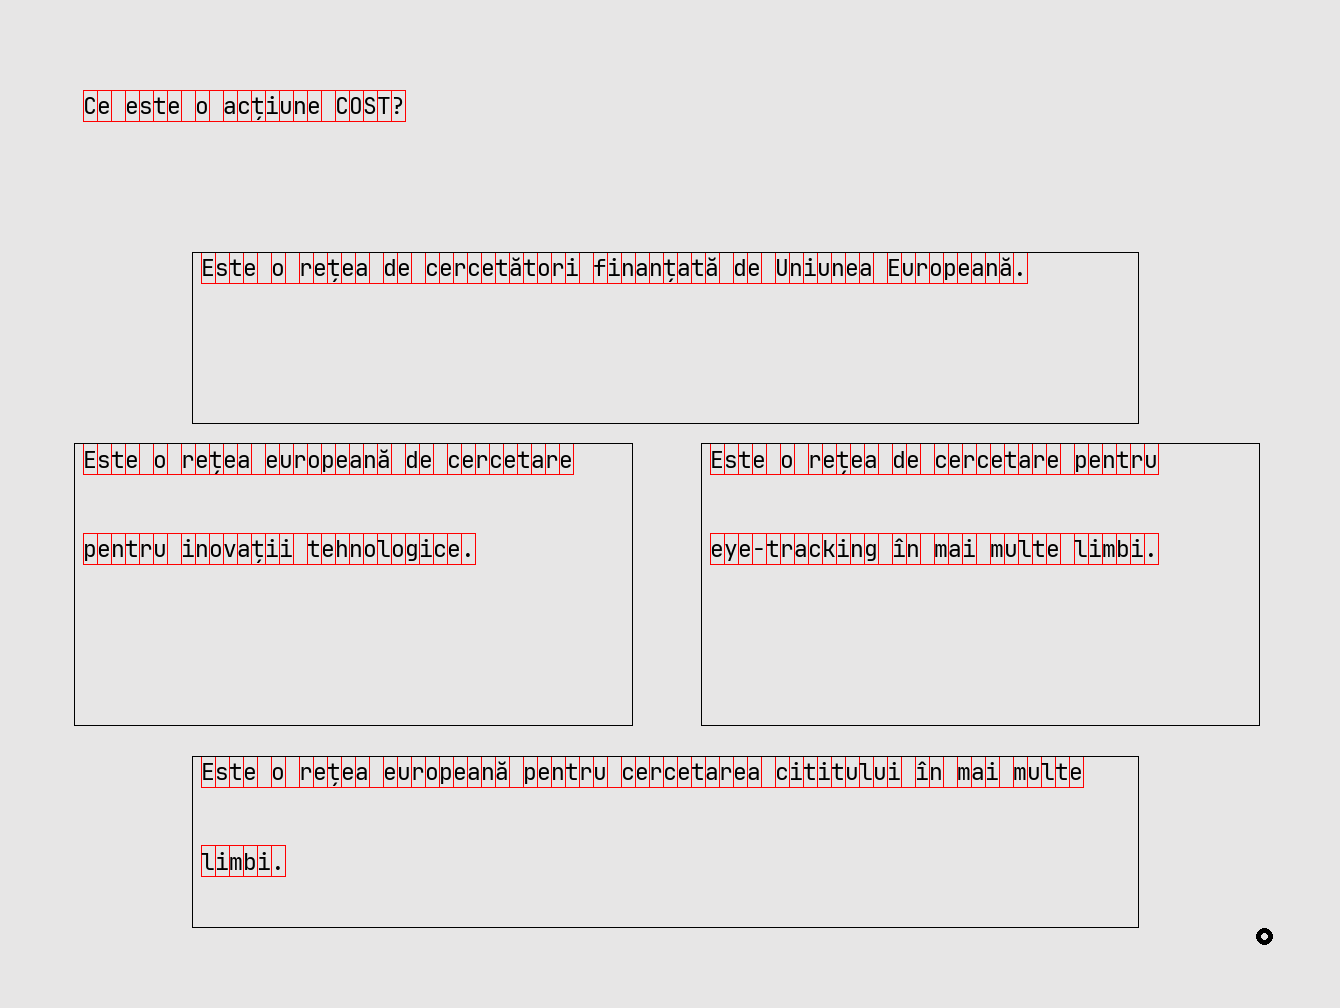 Ce este o acțiune COST?
Este o rețea de cercetători finanțată de Uniunea Europeană.
Este o rețea europeană de cercetare
pentru inovații tehnologice.
Este o rețea de cercetare pentru
eye-tracking în mai multe limbi.
Este o rețea europeană pentru cercetarea cititului în mai multe
limbi.